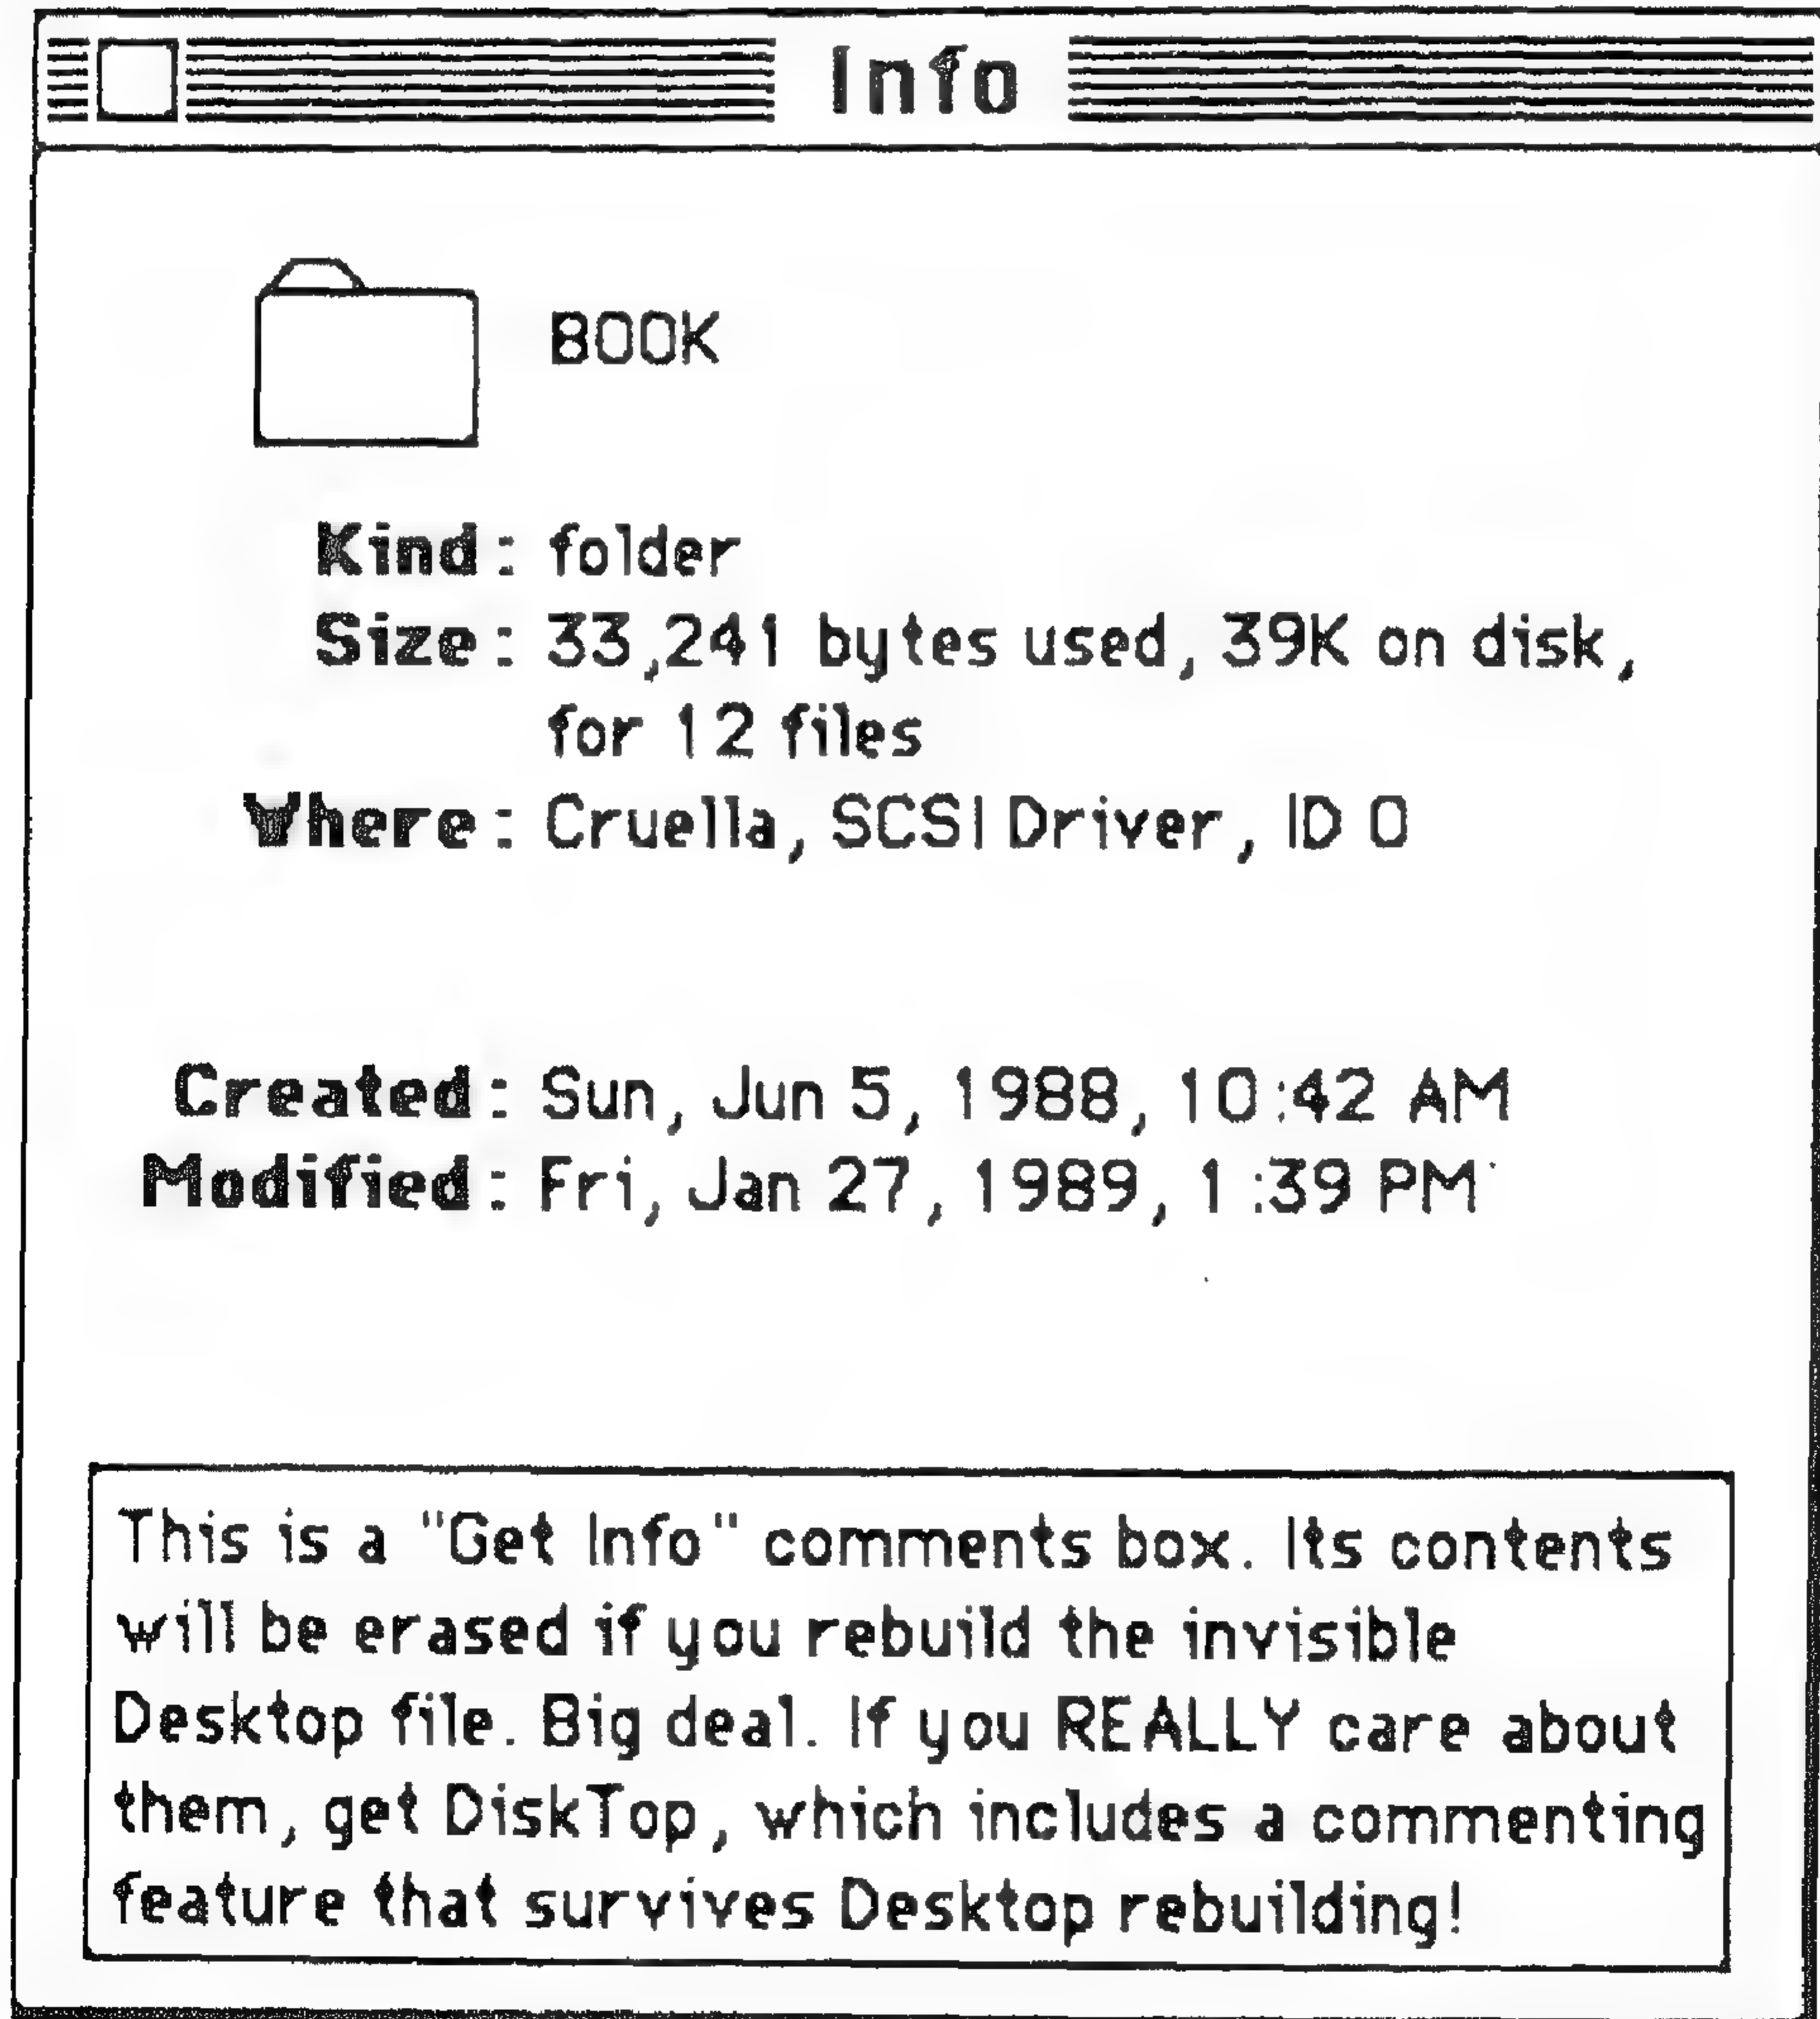 Info
BOOK
Kind: folder
Size: 33,241 bytes used, 39K on disk,
for 12 files
Where: Cruella, SCSI Driver, ID 0
Created: Sun, Jun 5, 1988, 10:42 AM
Modified: Fri, Jan 27, 1989, 1:39 PM
This is a "Get Info" comments box. Its contents
will be erased if you rebuild the invisible
Desktop file. Big deal. If you REALLY care about
them, get DiskTop, which includes a commenting
feature that survives Desktop rebuilding!